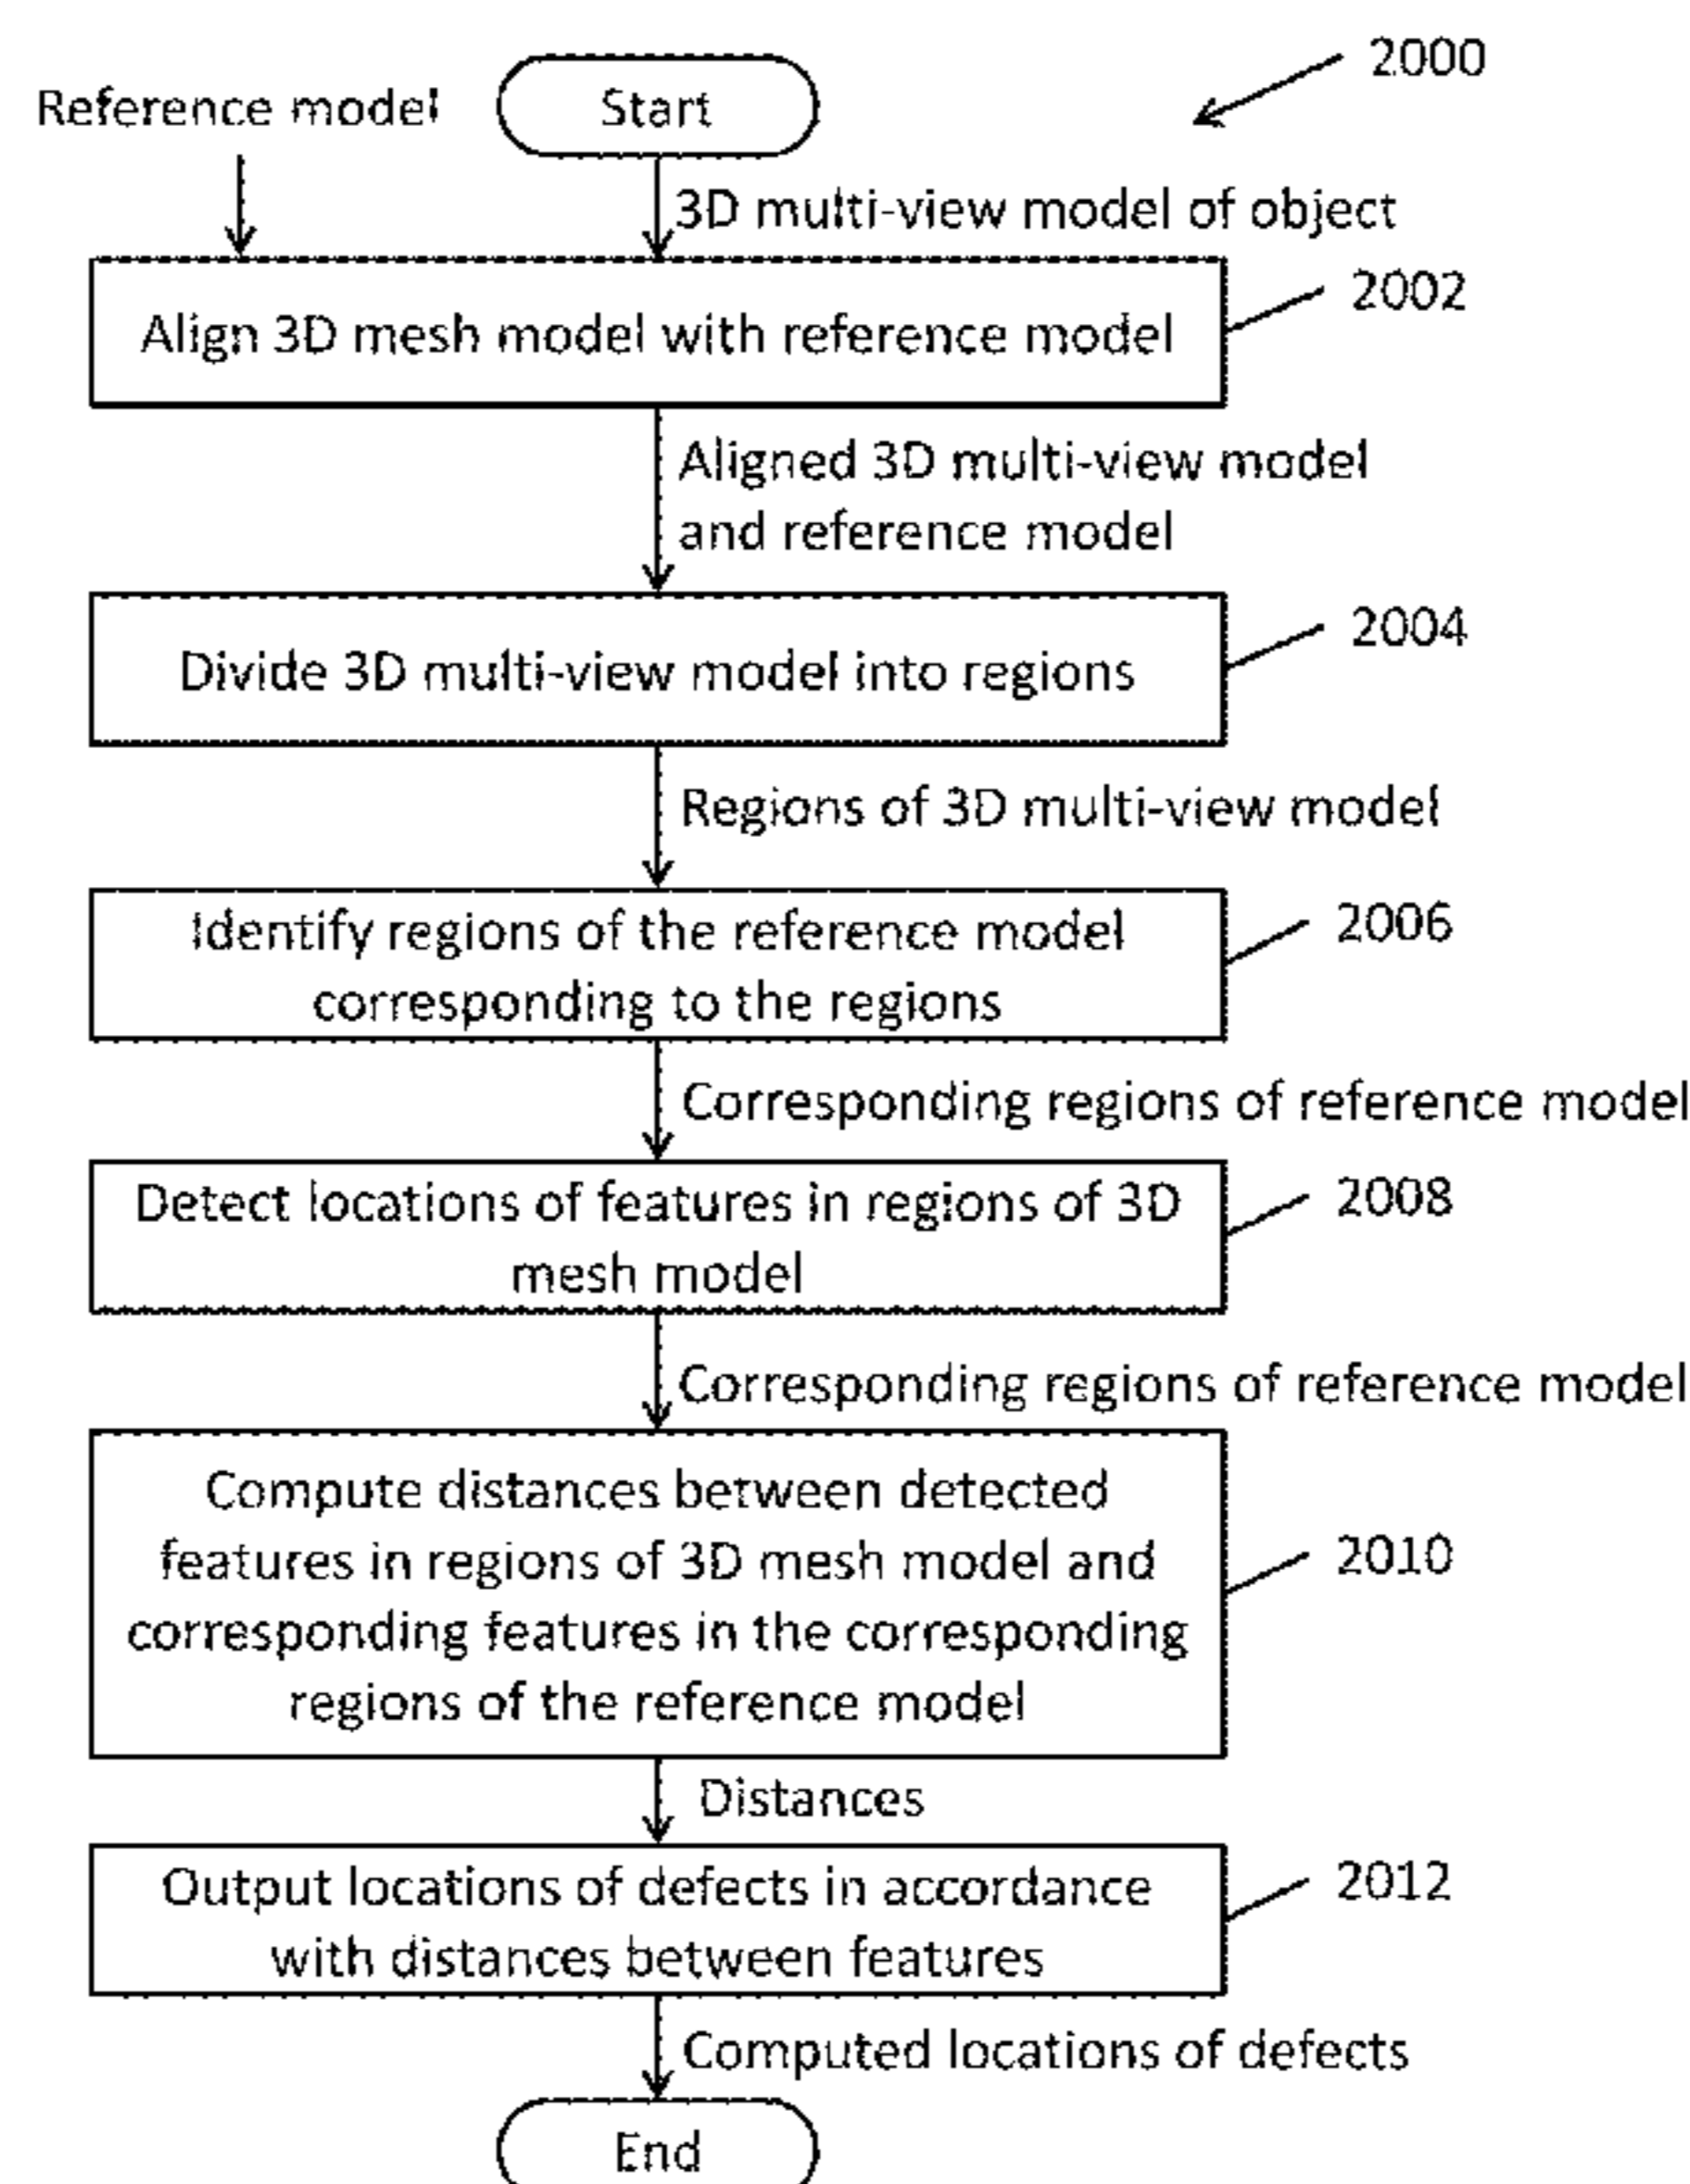 2000
Reference model
Start
3D multi-view model of object
2002
Align 3D mesh model with reference model
Aligned 3D multi-view model
and reference model
2004
Divide 3D multi-view model into regions
Regions of 3D multi-view model
2006
Identify regions of the reference model
corresponding to the regions
Corresponding regions of reference model
2008
Detect locations of features in regions of 3D
mesh model
Corresponding regions of reference model
Compute distances between detected
features in regions of 3D mesh model and
2010
corresponding features in the corresponding
regions of the reference model
Distances
2012
Output locations of defects in accordance
with distances between features
Computed locations of defects
End